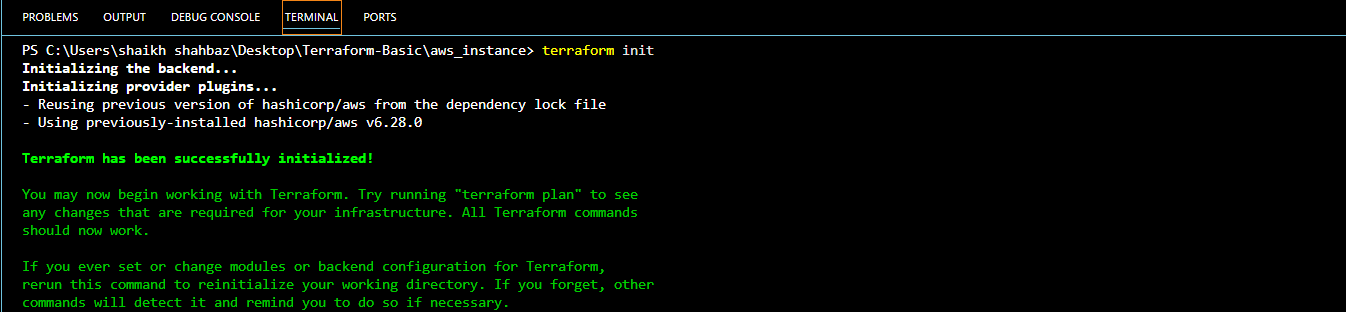 PROBLEMS OUTPUT DEBUG CONSOLE TERMINAL PORTS
PS C:\Users\shaikh shahbaz\Desktop\Terraform-Basic\aws_instance> terraform init
Initializing the backend...
Initializing provider plugins...
- Reusing previous version of hashicorp/aws from the dependency lock file
- Using previously-installed hashicorp/aws v6.28.0
Terraform has been successfully initialized!
You may now begin working with Terraform. Try running "terraform plan" to see
any changes that are required for your infrastructure. All Terraform commands
should now work.
If you ever set or change modules or backend configuration for Terraform,
rerun this command to reinitialize your working directory. If you forget, other
commands will detect it and remind you to do so if necessary.